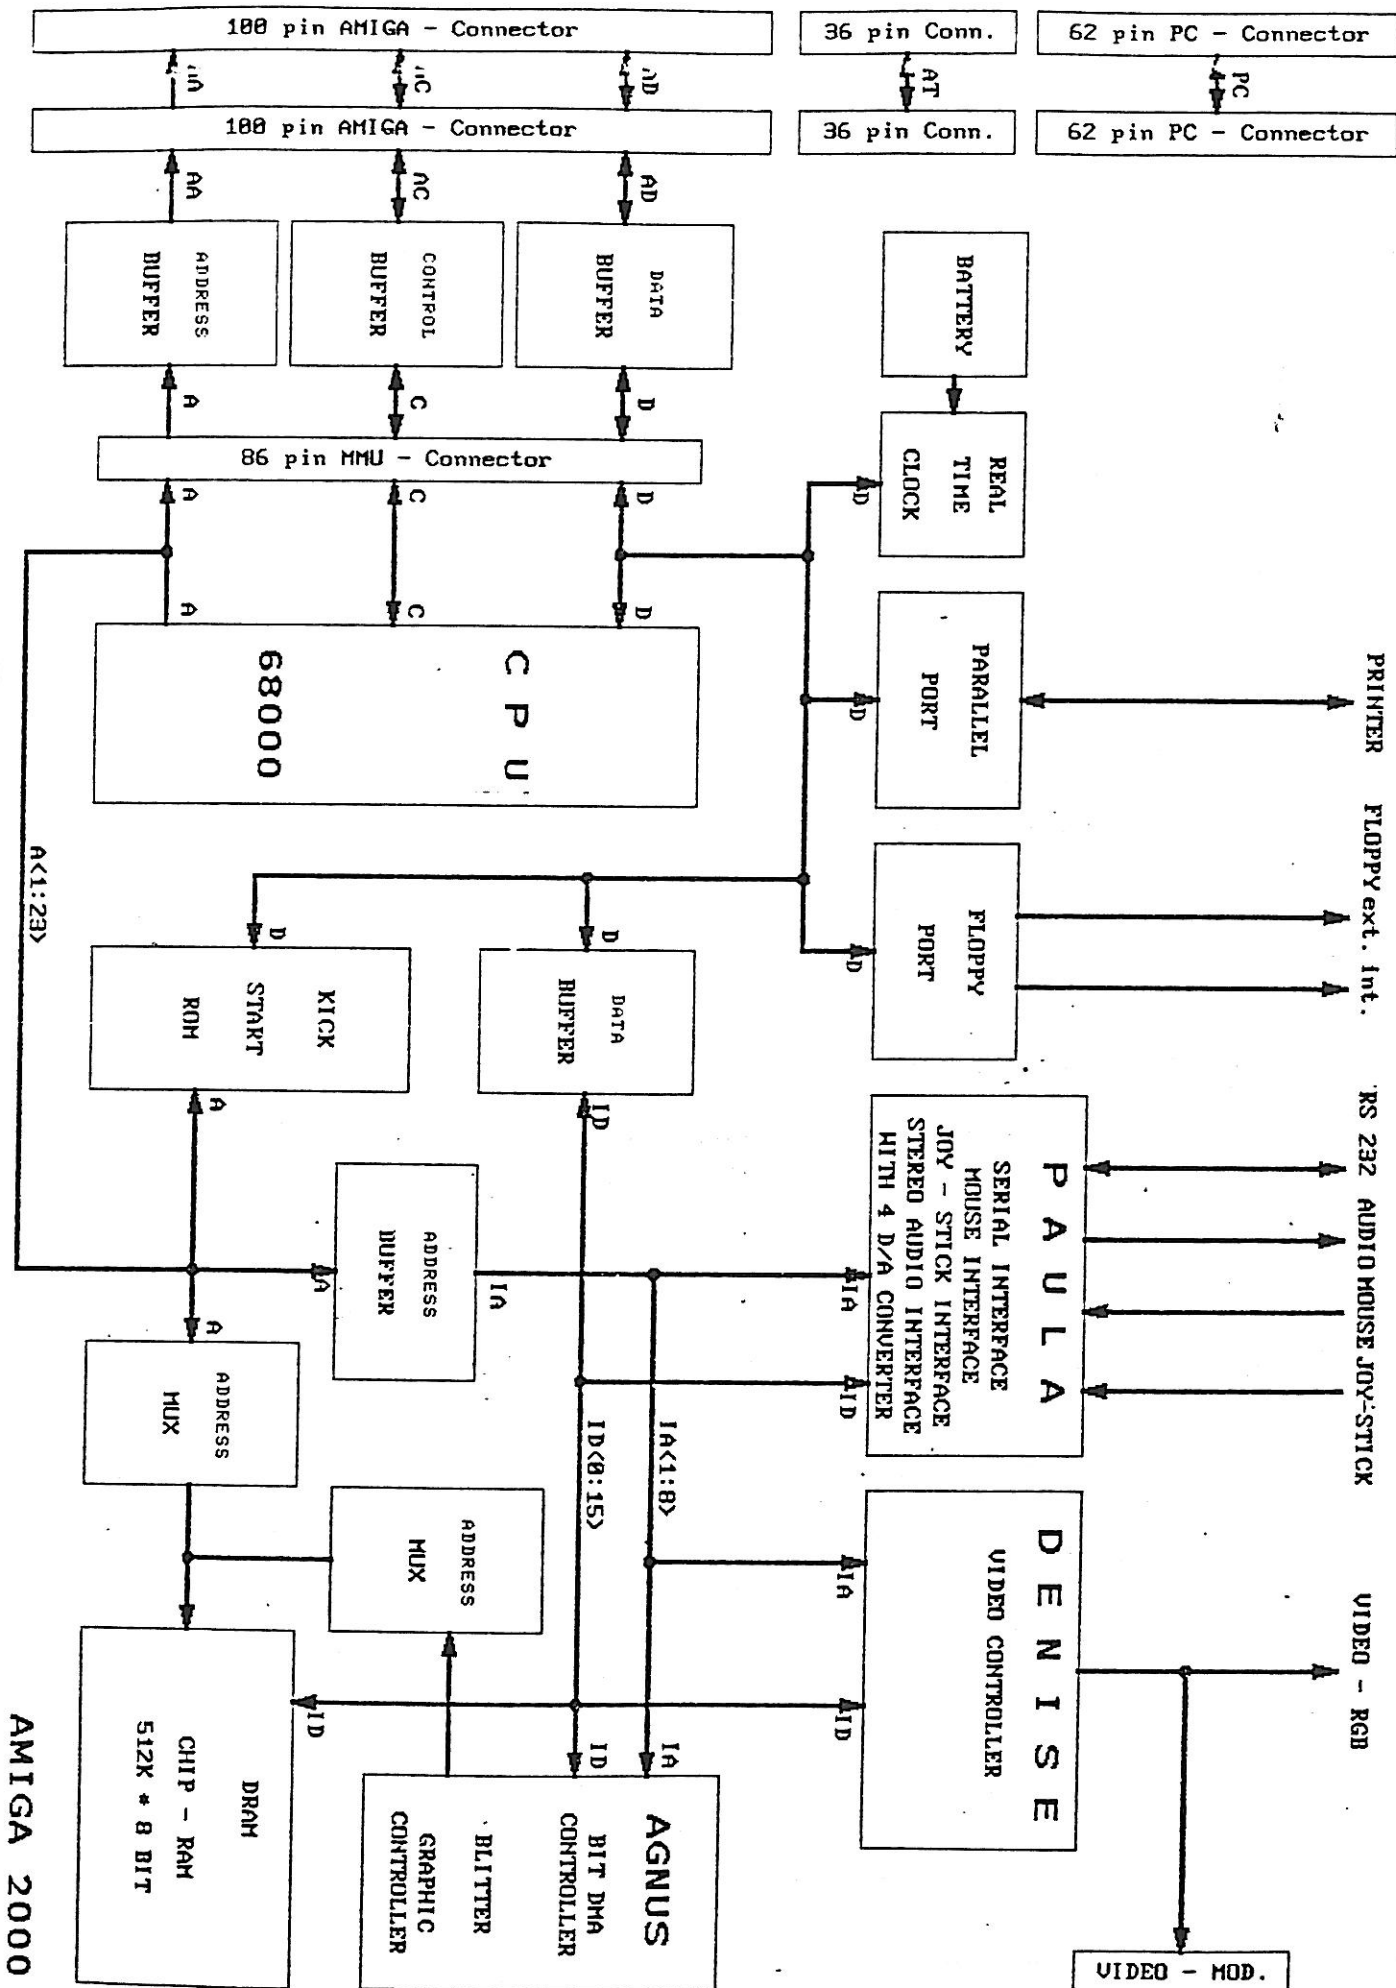 100 pin AMIGA - Connector
36 pin Conn.
62 pin PC - Connector
AC
AD
AT
PC
100 pin AMIGA - Connector
36 pin Conn.
62 pin PC - Connector
AA
AC
AD
ADDRESS
BUFFER
CONTROL
BUFFER
DATA
BUFFER
BATTERY
A
C
D
86 pin MMU - Connector
REAL
TIME
CLOCK
D
A
C
D
A
C
D
CPU
68000
PARALLEL
PORT
D
PRINTER
A<1:23>
FLOPPY
PORT
D
FLOPPY ext. int.
KICK
START
ROM
D
A
DATA
BUFFER
D
ID
PAULA
SERIAL INTERFACE
MOUSE INTERFACE
JOY - STICK INTERFACE
STEREO AUDIO INTERFACE
WITH 4 D/A CONVERTER
IA
ID
RS 232
AUDIO
MOUSE
JOY-STICK
ADDRESS
BUFFER
A
IA
ADDRESS
MUX
A
ID<0:15>
IA<1:8>
ADDRESS
MUX
DENISE
VIDEO CONTROLLER
IA
ID
VIDEO - RGB
DRAM
CHIP - RAM
512K * 8 BIT
ID
ID
IA
AGNUS
BIT DMA
CONTROLLER
BLITTER
GRAPHIC
CONTROLLER
VIDEO - MOD.
AMIGA 2000